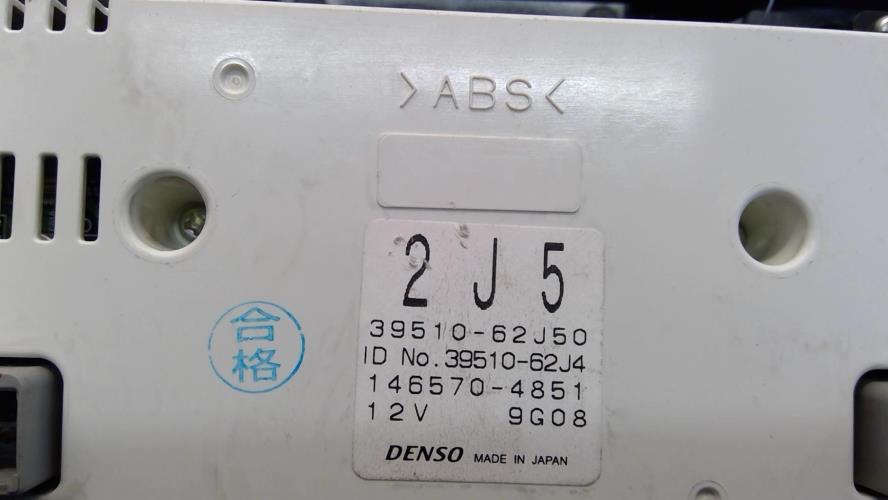 >ABS<
2J5
39510-62J50
ID No.39510-62J4
146570-4851
12V 9G08
DENSO MADE IN JAPAN
合格